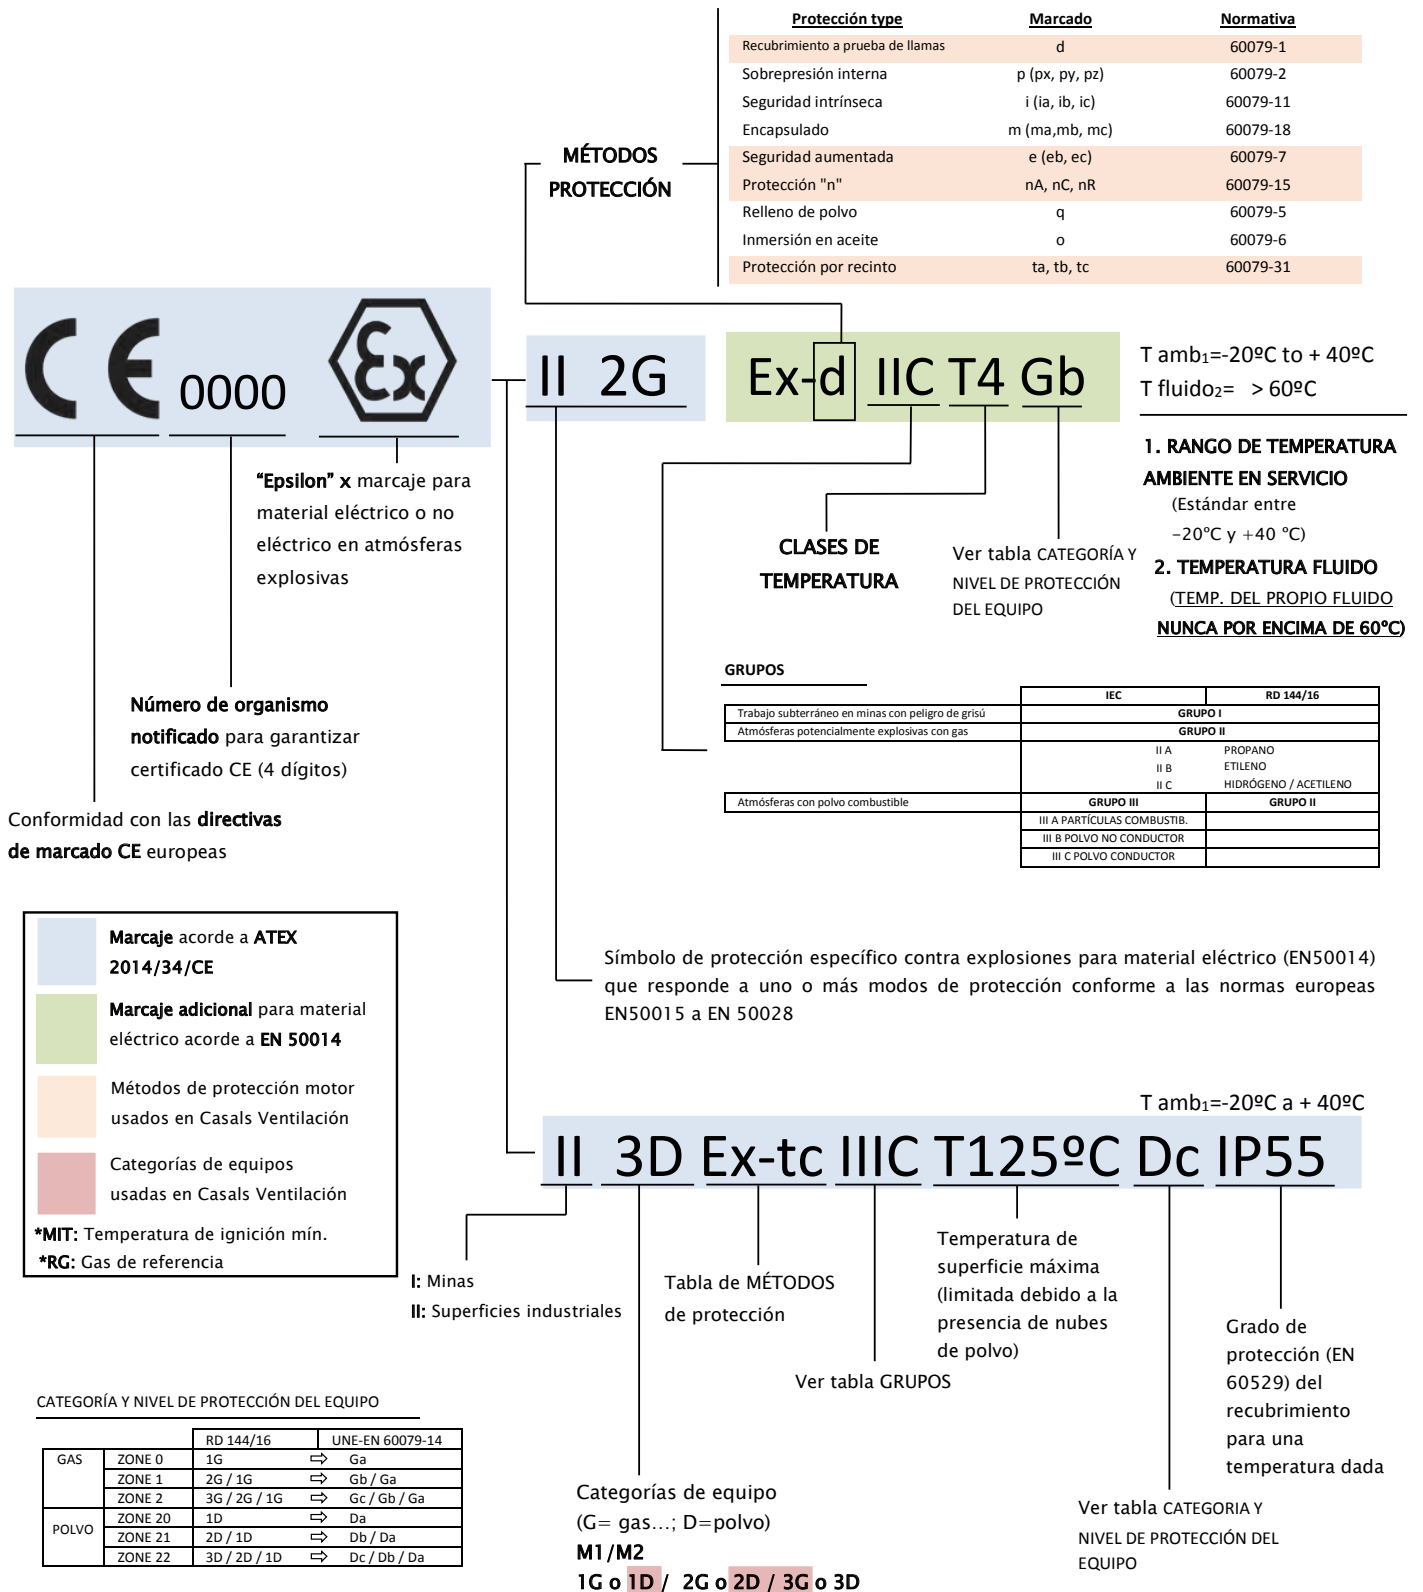 Protección type Marcado Normativa
Recubrimiento a prueba de llamas d 60079-1
Sobrepresión interna p (px, py, pz) 60079-2
Seguridad intrínseca i (ia, ib, ic) 60079-11
Encapsulado m (ma,mb, mc) 60079-18
Seguridad aumentada e (eb, ec) 60079-7
Protección "n" nA, nC, nR 60079-15
Relleno de polvo q 60079-5
Inmersión en aceite o 60079-6
Protección por recinto ta, tb, tc 60079-31
MÉTODOS
PROTECCIÓN
CE 0000 εx II 2G Ex-d IIC T4 Gb
T amb1=-20ºC to + 40ºC
T fluido2= > 60ºC
1. RANGO DE TEMPERATURA
AMBIENTE EN SERVICIO
(Estándar entre
-20ºC y +40 ºC)
2. TEMPERATURA FLUIDO
(TEMP. DEL PROPIO FLUIDO
NUNCA POR ENCIMA DE 60ºC)
“Epsilon” x marcaje para
material eléctrico o no
eléctrico en atmósferas
explosivas
CLASES DE
TEMPERATURA
Ver tabla CATEGORÍA Y
NIVEL DE PROTECCIÓN
DEL EQUIPO
Número de organismo
notificado para garantizar
certificado CE (4 dígitos)
Conformidad con las directivas
de marcado CE europeas
GRUPOS
IEC RD 144/16
Trabajo subterráneo en minas con peligro de grisú GRUPO I
Atmósferas potencialmente explosivas con gas GRUPO II
II A PROPANO
II B ETILENO
II C HIDRÓGENO / ACETILENO
Atmósferas con polvo combustible GRUPO III GRUPO II
III A PARTÍCULAS COMBUSTIB.
III B POLVO NO CONDUCTOR
III C POLVO CONDUCTOR
Marcaje acorde a ATEX
2014/34/CE
Marcaje adicional para material
eléctrico acorde a EN 50014
Métodos de protección motor
usados en Casals Ventilación
Categorías de equipos
usadas en Casals Ventilación
*MIT: Temperatura de ignición mín.
*RG: Gas de referencia
Símbolo de protección específico contra explosiones para material eléctrico (EN50014)
que responde a uno o más modos de protección conforme a las normas europeas
EN50015 a EN 50028
T amb1=-20ºC a + 40ºC
II 3D Ex-tc IIIC T125ºC Dc IP55
I: Minas
II: Superficies industriales
Tabla de MÉTODOS
de protección
Ver tabla GRUPOS
Temperatura de
superficie máxima
(limitada debido a la
presencia de nubes
de polvo)
Grado de
protección (EN
60529) del
recubrimiento
para una
temperatura dada
CATEGORÍA Y NIVEL DE PROTECCIÓN DEL EQUIPO
RD 144/16 UNE-EN 60079-14
GAS ZONE 0 1G ⇨ Ga
ZONE 1 2G / 1G ⇨ Gb / Ga
ZONE 2 3G / 2G / 1G ⇨ Gc / Gb / Ga
POLVO ZONE 20 1D ⇨ Da
ZONE 21 2D / 1D ⇨ Db / Da
ZONE 22 3D / 2D / 1D ⇨ Dc / Db / Da
Categorías de equipo
(G= gas...; D=polvo)
M1/M2
1G o 1D / 2G o 2D / 3G o 3D
Ver tabla CATEGORIA Y
NIVEL DE PROTECCIÓN DEL
EQUIPO